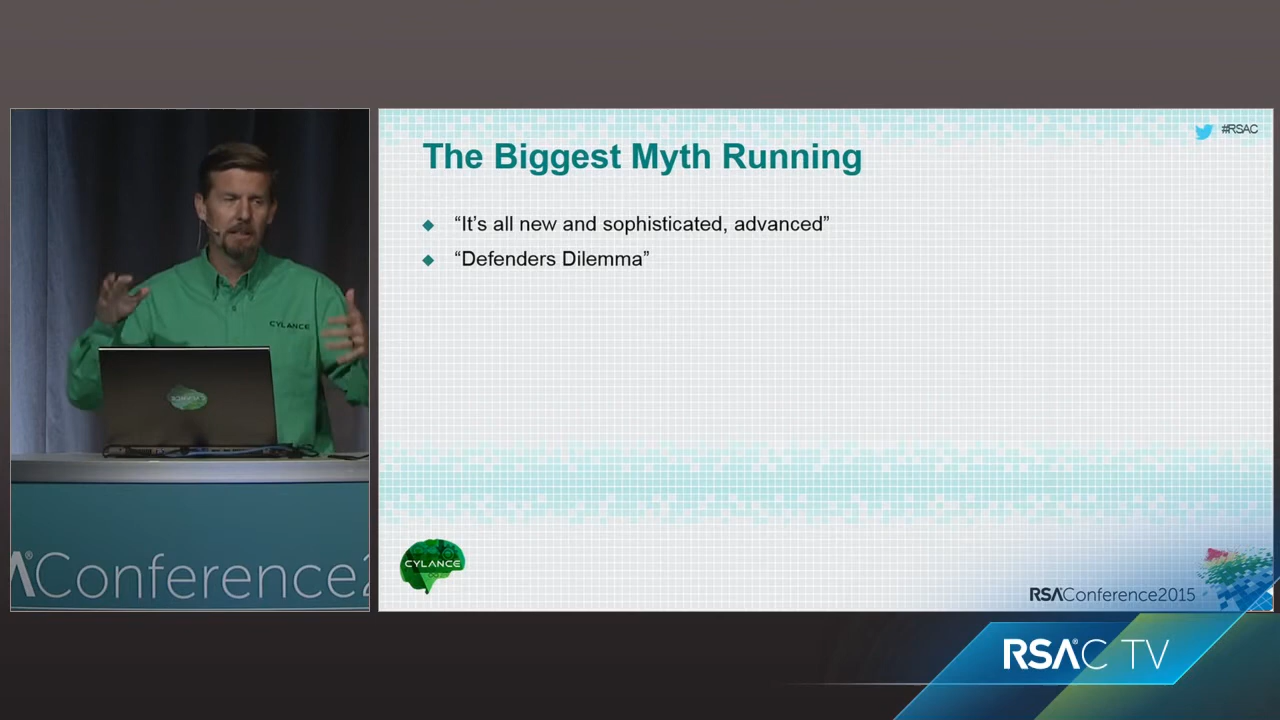 #RSAC
The Biggest Myth Running
“It’s all new and sophisticated, advanced”
“Defenders Dilemma”
CYLANCE
Conference2
CYLANCE
RSAConference2015
RSAC TV